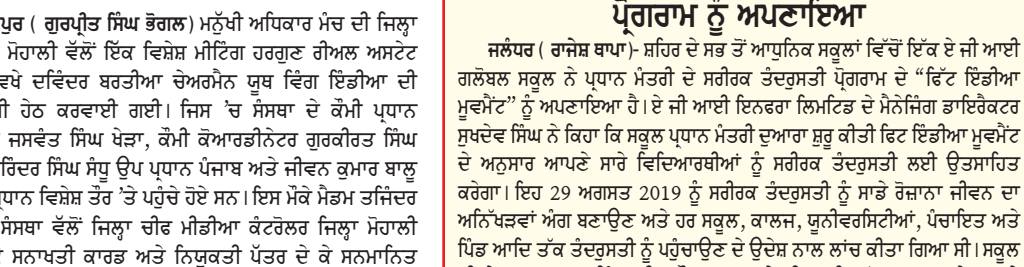 ਪੁਰ ( ਗੁਰਪ੍ਰੀਤ ਸਿੰਘ ਭੋਗਲ) ਮਨੁੱਖੀ ਅਧਿਕਾਰ ਮੰਚ ਦੀ ਜਿਲ੍ਹਾ
ਮੋਹਾਲੀ ਵੱਲੋਂ ਇੱਕ ਵਿਸ਼ੇਸ਼ ਮੀਟਿੰਗ ਹਰਗੁਣ ਰੀਅਲ ਅਸਟੇਟ
ਵਖੇ ਦਵਿੰਦਰ ਬਰਤੀਆ ਚੇਅਰਮੈਨ ਯੂਥ ਵਿੰਗ ਇੰਡੀਆ ਦੀ
ਹੇਠ ਕਰਵਾਈ ਗਈ। ਜਿਸ ’ਚ ਸੰਸਥਾ ਦੇ ਕੌਮੀ ਪ੍ਰਧਾਨ
ਜਸਵੰਤ ਸਿੰਘ ਖੇੜਾ, ਕੌਮੀ ਕੋਆਰਡੀਨੇਟਰ ਗੁਰਕੀਰਤ ਸਿੰਘ
ਰਿੰਦਰ ਸਿੰਘ ਸੰਧੂ ਉਪ ਪ੍ਰਧਾਨ ਪੰਜਾਬ ਅਤੇ ਜੀਵਨ ਕੁਮਾਰ ਬਾਲੂ
ਪ੍ਰਧਾਨ ਵਿਸ਼ੇਸ਼ ਤੌਰ ’ਤੇ ਪਹੁੰਚੇ ਹੋਏ ਸਨ। ਇਸ ਮੌਕੇ ਮੈਡਮ ਤਜਿੰਦਰ
ਸੰਸਥਾ ਵੱਲੋਂ ਜਿਲ੍ਹਾ ਚੀਫ ਮੀਡੀਆ ਕੰਟਰੋਲਰ ਜਿਲ੍ਹਾ ਮੋਹਾਲੀ
ਸਨਾਖਤੀ ਕਾਰਡ ਅਤੇ ਨਿਯੁਕਤੀ ਪੱਤਰ ਦੇ ਕੇ ਸਨਮਾਨਿਤ
ਪ੍ਰੋਗਰਾਮ ਨੂੰ ਅਪਣਾਇਆ
ਜਲੰਧਰ ( ਰਾਜੇਸ਼ ਥਾਪਾ)- ਸ਼ਹਿਰ ਦੇ ਸਭ ਤੋਂ ਆਧੁਨਿਕ ਸਕੂਲਾਂ ਵਿੱਚੋਂ ਇੱਕ ਏ ਜੀ ਆਈ
ਗਲੋਬਲ ਸਕੂਲ ਨੇ ਪ੍ਰਧਾਨ ਮੰਤਰੀ ਦੇ ਸਰੀਰਕ ਤੰਦਰੁਸਤੀ ਪ੍ਰੋਗਰਾਮ ਦੇ “ਫਿੱਟ ਇੰਡੀਆ
ਮੂਵਮੈਂਟ” ਨੂੰ ਅਪਣਾਇਆ ਹੈ। ਏ ਜੀ ਆਈ ਇਨਫਰਾ ਲਿਮਟਿਡ ਦੇ ਮੈਨੇਜਿੰਗ ਡਾਇਰੈਕਟਰ
ਸੁਖਦੇਵ ਸਿੰਘ ਨੇ ਕਿਹਾ ਕਿ ਸਕੂਲ ਪ੍ਰਧਾਨ ਮੰਤਰੀ ਦੁਆਰਾ ਸ਼ੁਰੂ ਕੀਤੀ ਫਿਟ ਇੰਡੀਆ ਮੂਵਮੈਂਟ
ਦੇ ਅਨੁਸਾਰ ਆਪਣੇ ਸਾਰੇ ਵਿਦਿਆਰਥੀਆਂ ਨੂੰ ਸਰੀਰਕ ਤੰਦਰੁਸਤੀ ਲਈ ਉਤਸਾਹਿਤ
ਕਰੇਗਾ। ਇਹ 29 ਅਗਸਤ 2019 ਨੂੰ ਸਰੀਰਕ ਤੰਦਰੁਸਤੀ ਨੂੰ ਸਾਡੇ ਰੋਜ਼ਾਨਾ ਜੀਵਨ ਦਾ
ਅਨਿੱਖੜਵਾਂ ਅੰਗ ਬਣਾਉਣ ਅਤੇ ਹਰ ਸਕੂਲ, ਕਾਲਜ, ਯੂਨੀਵਰਸਿਟੀਆਂ, ਪੰਚਾਇਤ ਅਤੇ
ਪਿੰਡ ਆਦਿ ਤੱਕ ਤੰਦਰੁਸਤੀ ਨੂੰ ਪਹੁੰਚਾਉਣ ਦੇ ਉਦੇਸ਼ ਨਾਲ ਲਾਂਚ ਕੀਤਾ ਗਿਆ ਸੀ। ਸਕੂਲ